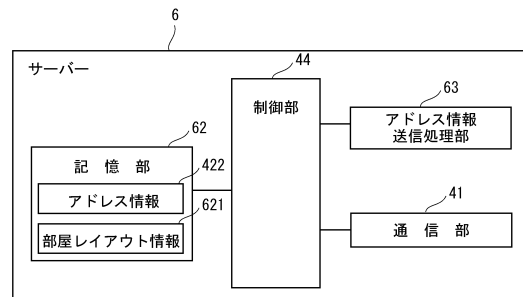 6
サーバー
44
制御部
63
アドレス情報
送信処理部
62
記憶部
422
アドレス情報
621
部屋レイアウト情報
41
通信部